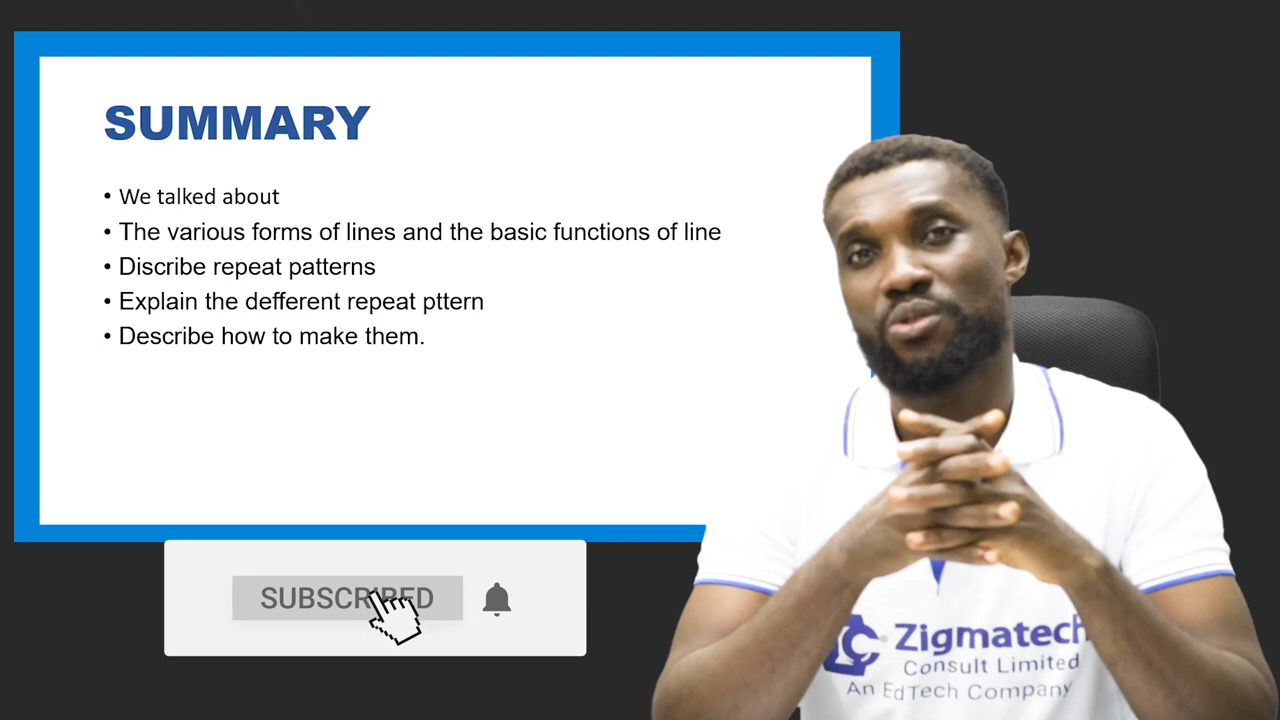 SUMMARY
• We talked about
• The various forms of lines and the basic functions of line
• Discribe repeat patterns
• Explain the defferent repeat pttern
• Describe how to make them.
SUBSCRIBED
Zigmatech
Consult Limited
An EdTech Company